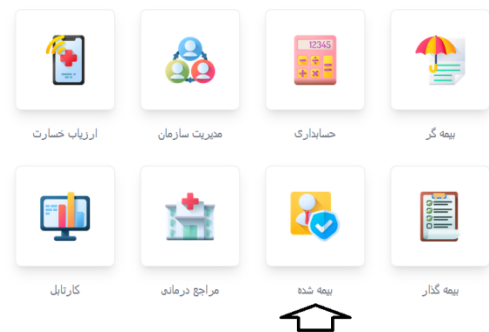 12345
بیمه گر
حسابداری
مدیریت سازمان
ارزیاب خسارت
بیمه گذار
بیمه شده
مراجع درمانی
کارتابل